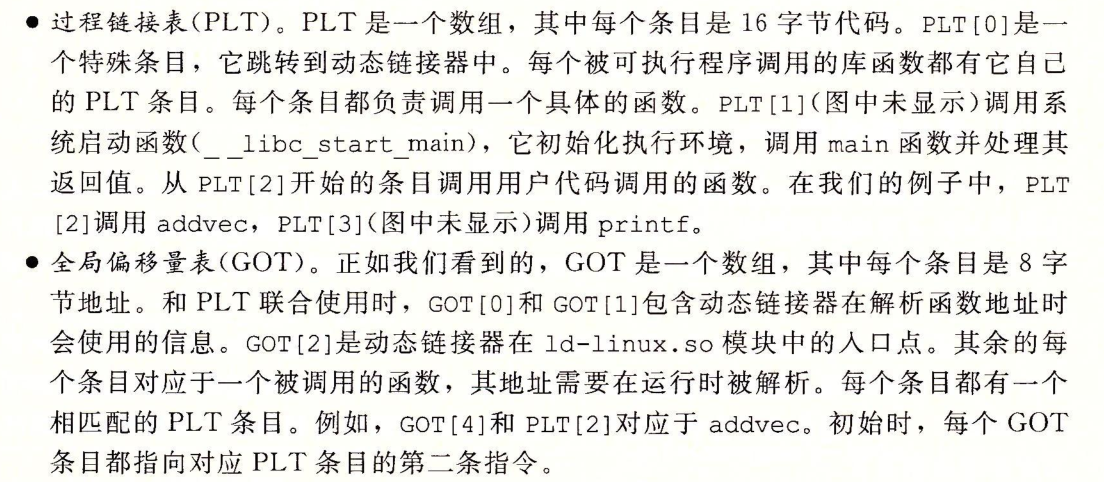 ● 过程链接表(PLT)。PLT 是一个数组，其中每个条目是 16 字节代码。PLT[0]是一
个特殊条目，它跳转到动态链接器中。每个被可执行程序调用的库函数都有它自己
的 PLT 条目。每个条目都负责调用一个具体的函数。PLT[1](图中未显示)调用系
统启动函数(__libc_start_main)，它初始化执行环境，调用 main 函数并处理其
返回值。从 PLT[2]开始的条目调用用户代码调用的函数。在我们的例子中，PLT
[2]调用 addvec，PLT[3](图中未显示)调用 printf。
● 全局偏移量表(GOT)。正如我们看到的，GOT 是一个数组，其中每个条目是 8 字
节地址。和 PLT 联合使用时，GOT[0]和 GOT[1]包含动态链接器在解析函数地址时
会使用的信息。GOT[2]是动态链接器在 ld-linux.so 模块中的入口点。其余的每
个条目对应于一个被调用的函数，其地址需要在运行时被解析。每个条目都有一个
相匹配的 PLT 条目。例如，GOT[4]和 PLT[2]对应于 addvec。初始时，每个 GOT
条目都指向对应 PLT 条目的第二条指令。